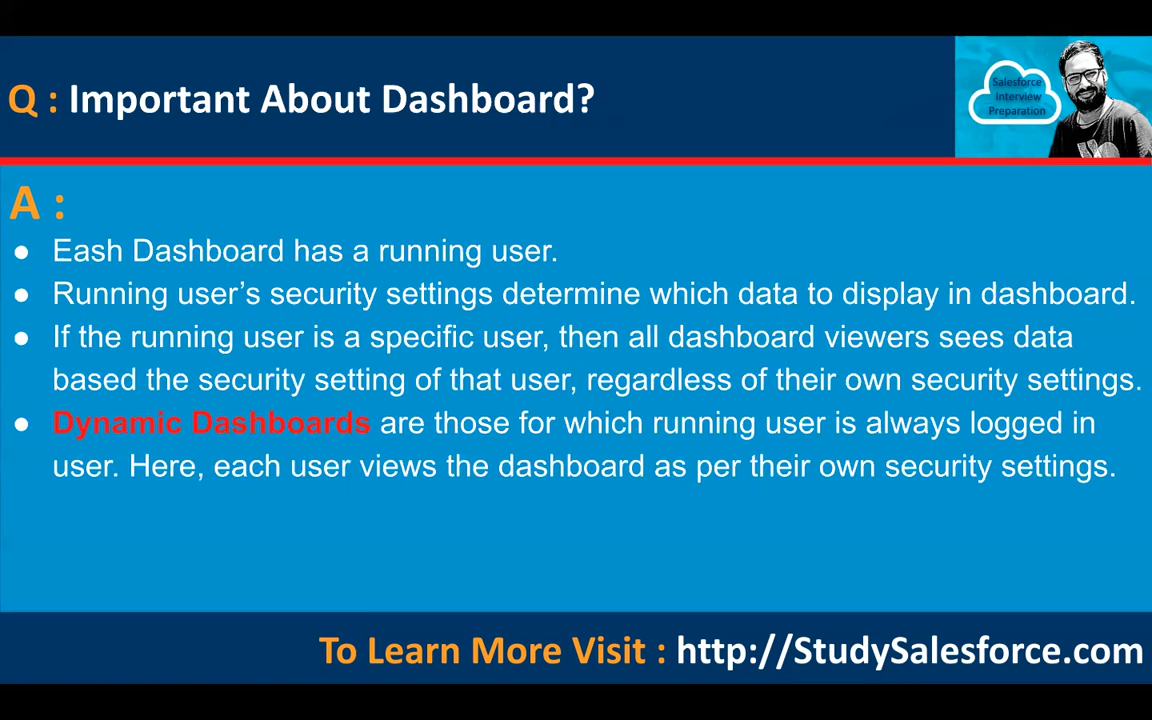 Q : Important About Dashboard?
Salesforce
Interview
Preparation
A :
● Eash Dashboard has a running user.
● Running user’s security settings determine which data to display in dashboard.
● If the running user is a specific user, then all dashboard viewers sees data
based the security setting of that user, regardless of their own security settings.
● Dynamic Dashboards are those for which running user is always logged in
user. Here, each user views the dashboard as per their own security settings.
To Learn More Visit : http://StudySalesforce.com